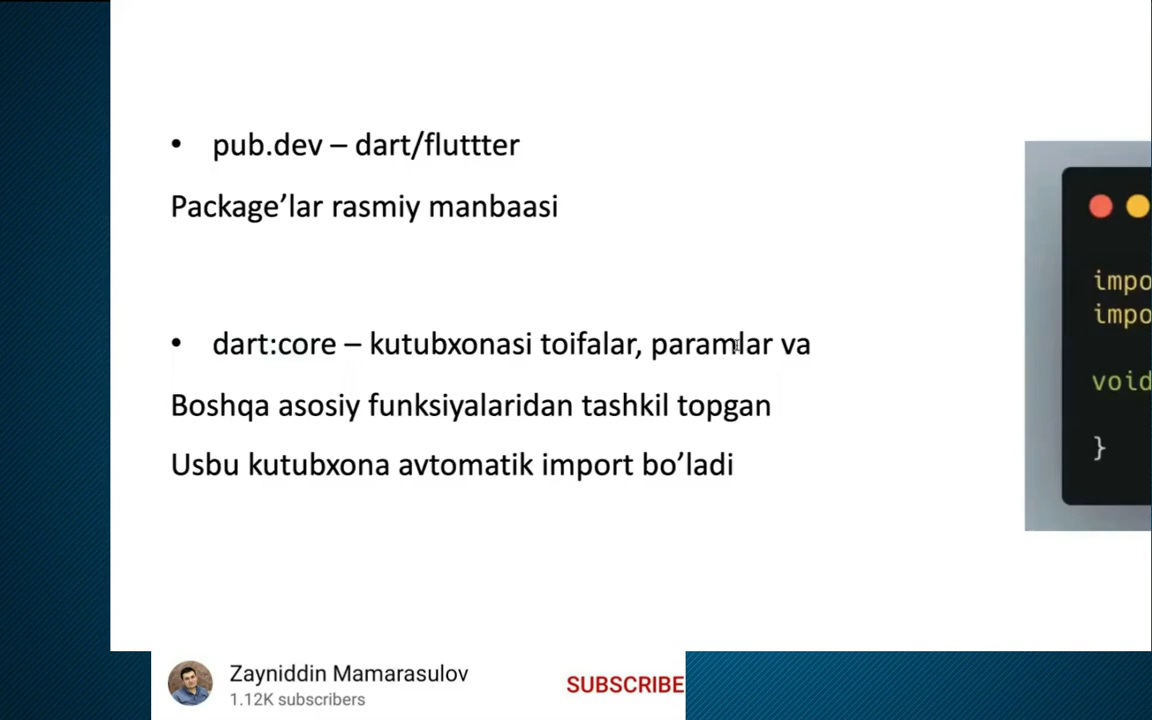 • pub.dev – dart/fluttter
Package’lar rasmiy manbaasi
• dart:core – kutubxonasi toifalar, paramlar va
Boshqa asosiy funksiyalaridan tashkil topgan
Usbu kutubxona avtomatik import bo’ladi
impo
impo
void
}
Zayniddin Mamarasulov
1.12K subscribers
SUBSCRIBE